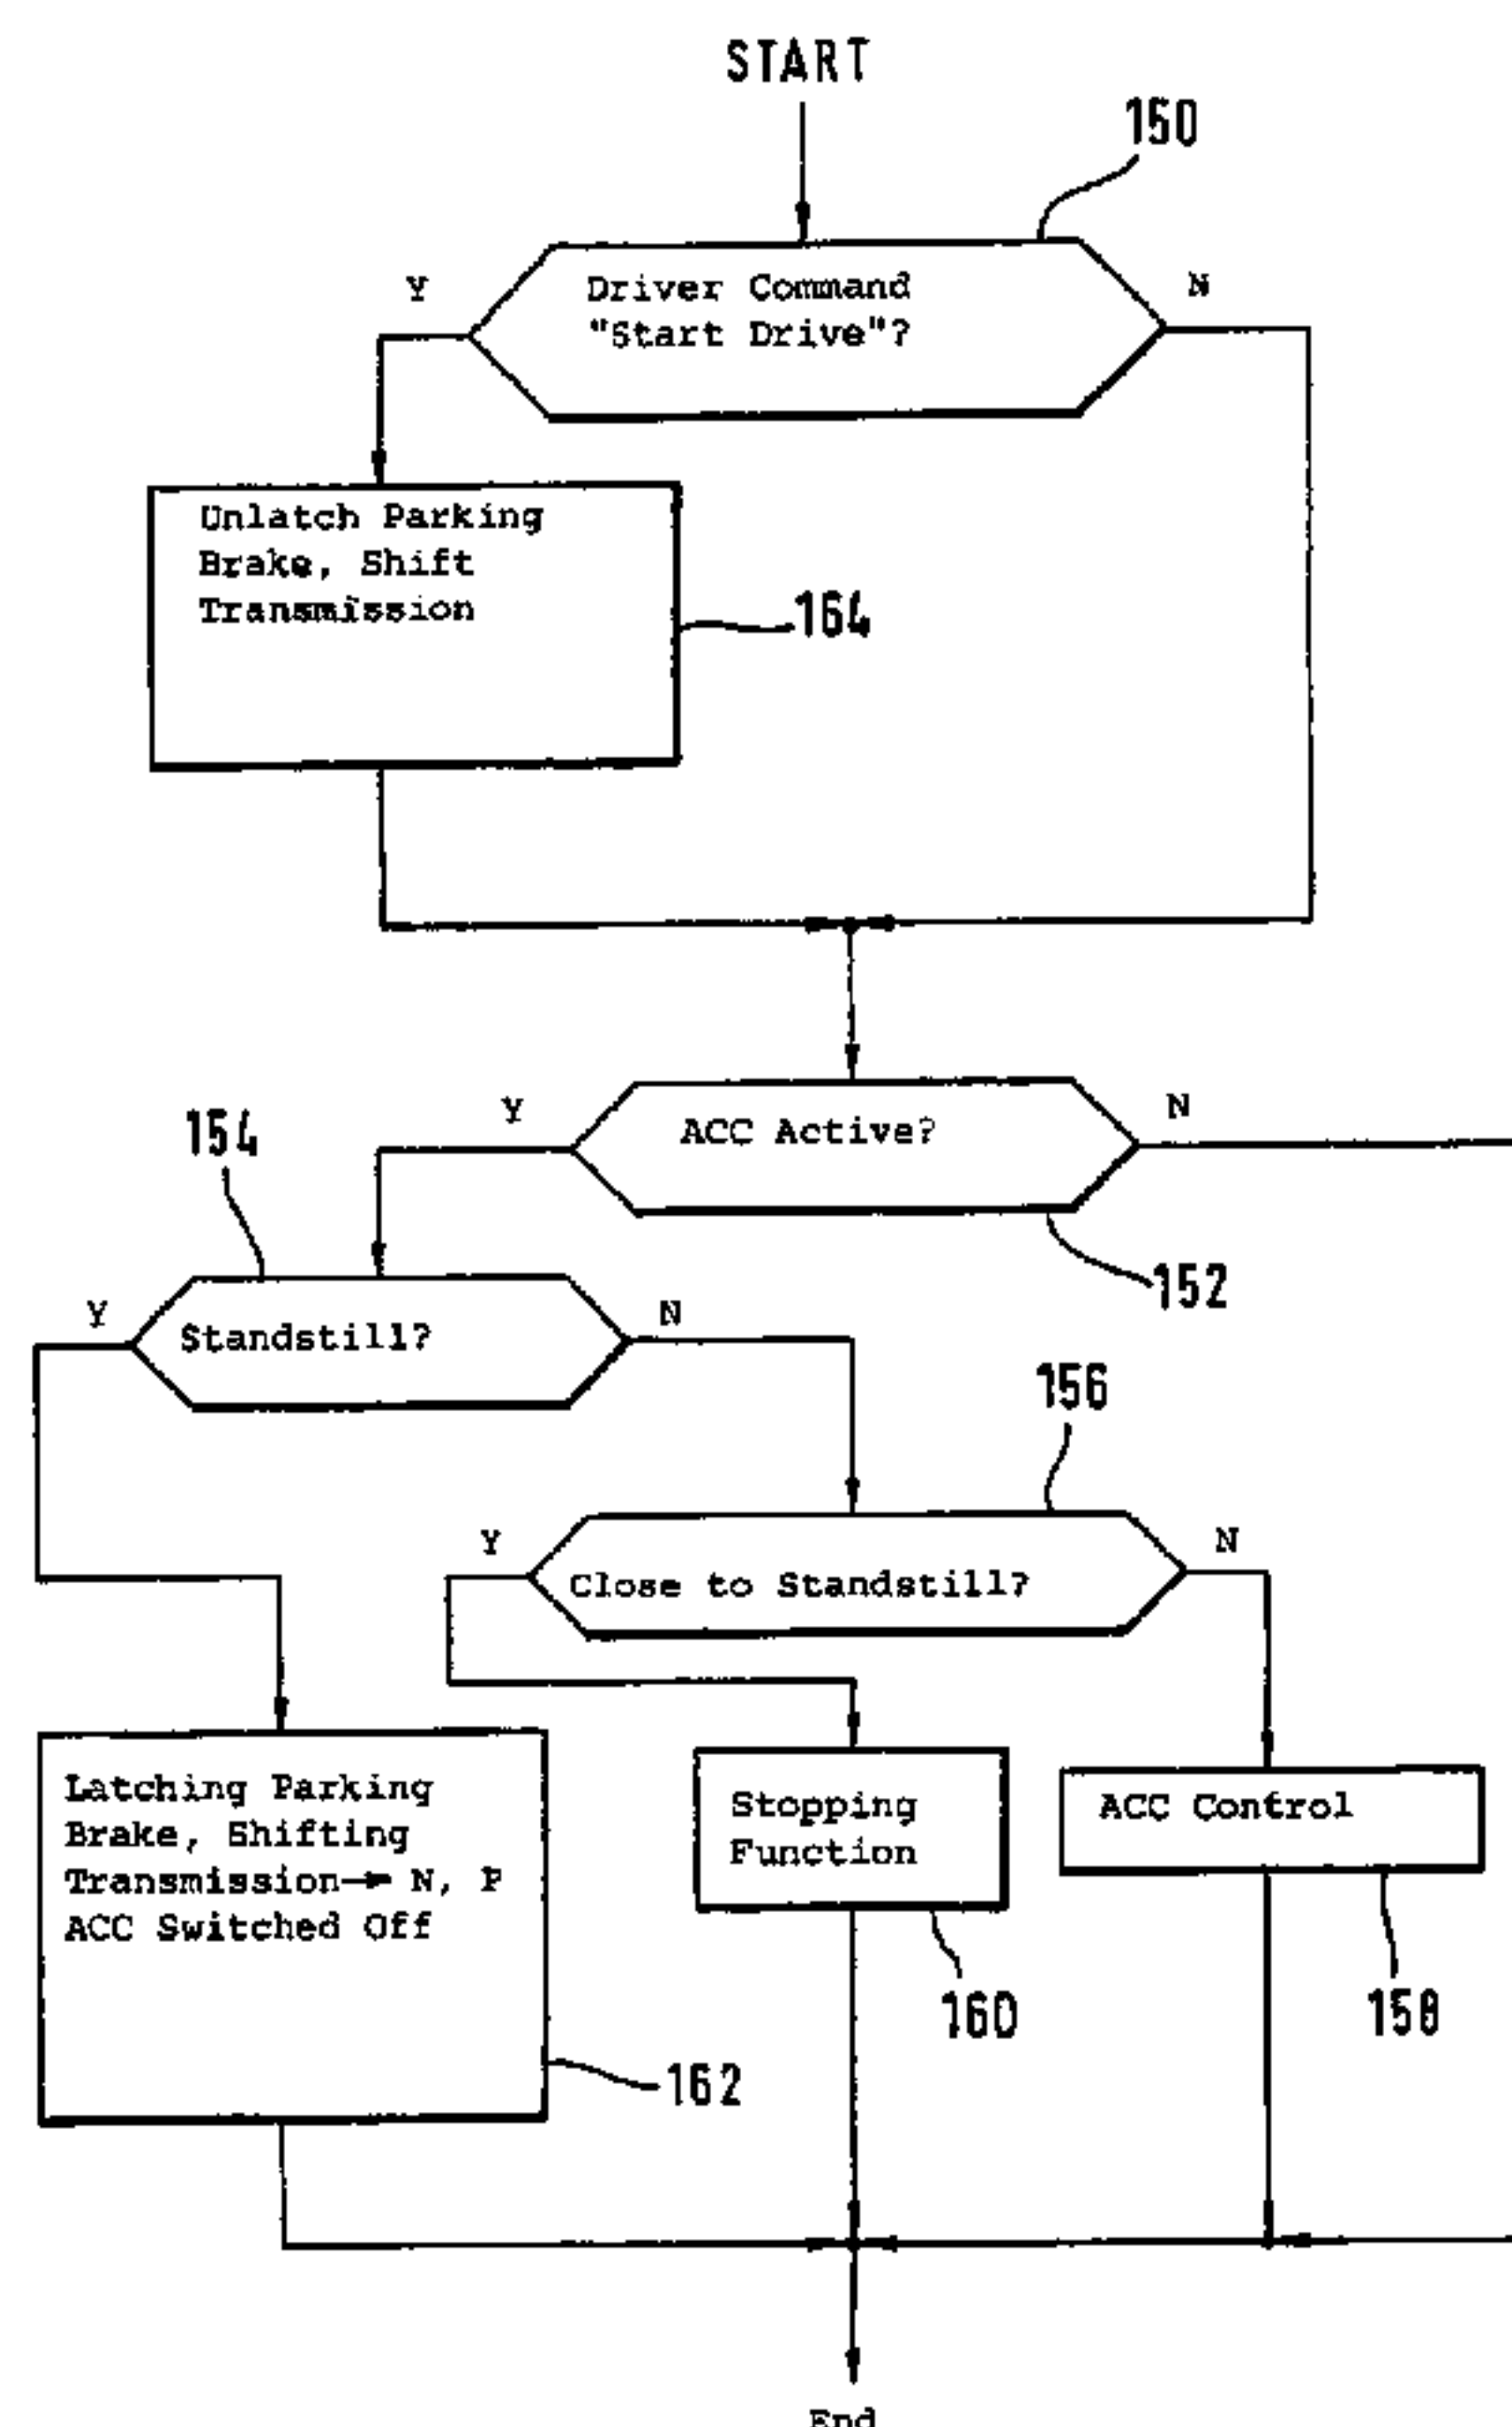 START
150
Y
Driver Command
"Start Drive"?
N
Unlatch Parking
Brake, Shift
Transmission
164
Y
ACC Active?
N
154
152
Y
Standstill?
N
156
Y
Close to Standstill?
N
Latching Parking
Brake, Shifting
Transmission→ N, P
ACC Switched Off
Stopping
Function
ACC Control
160
158
162
End